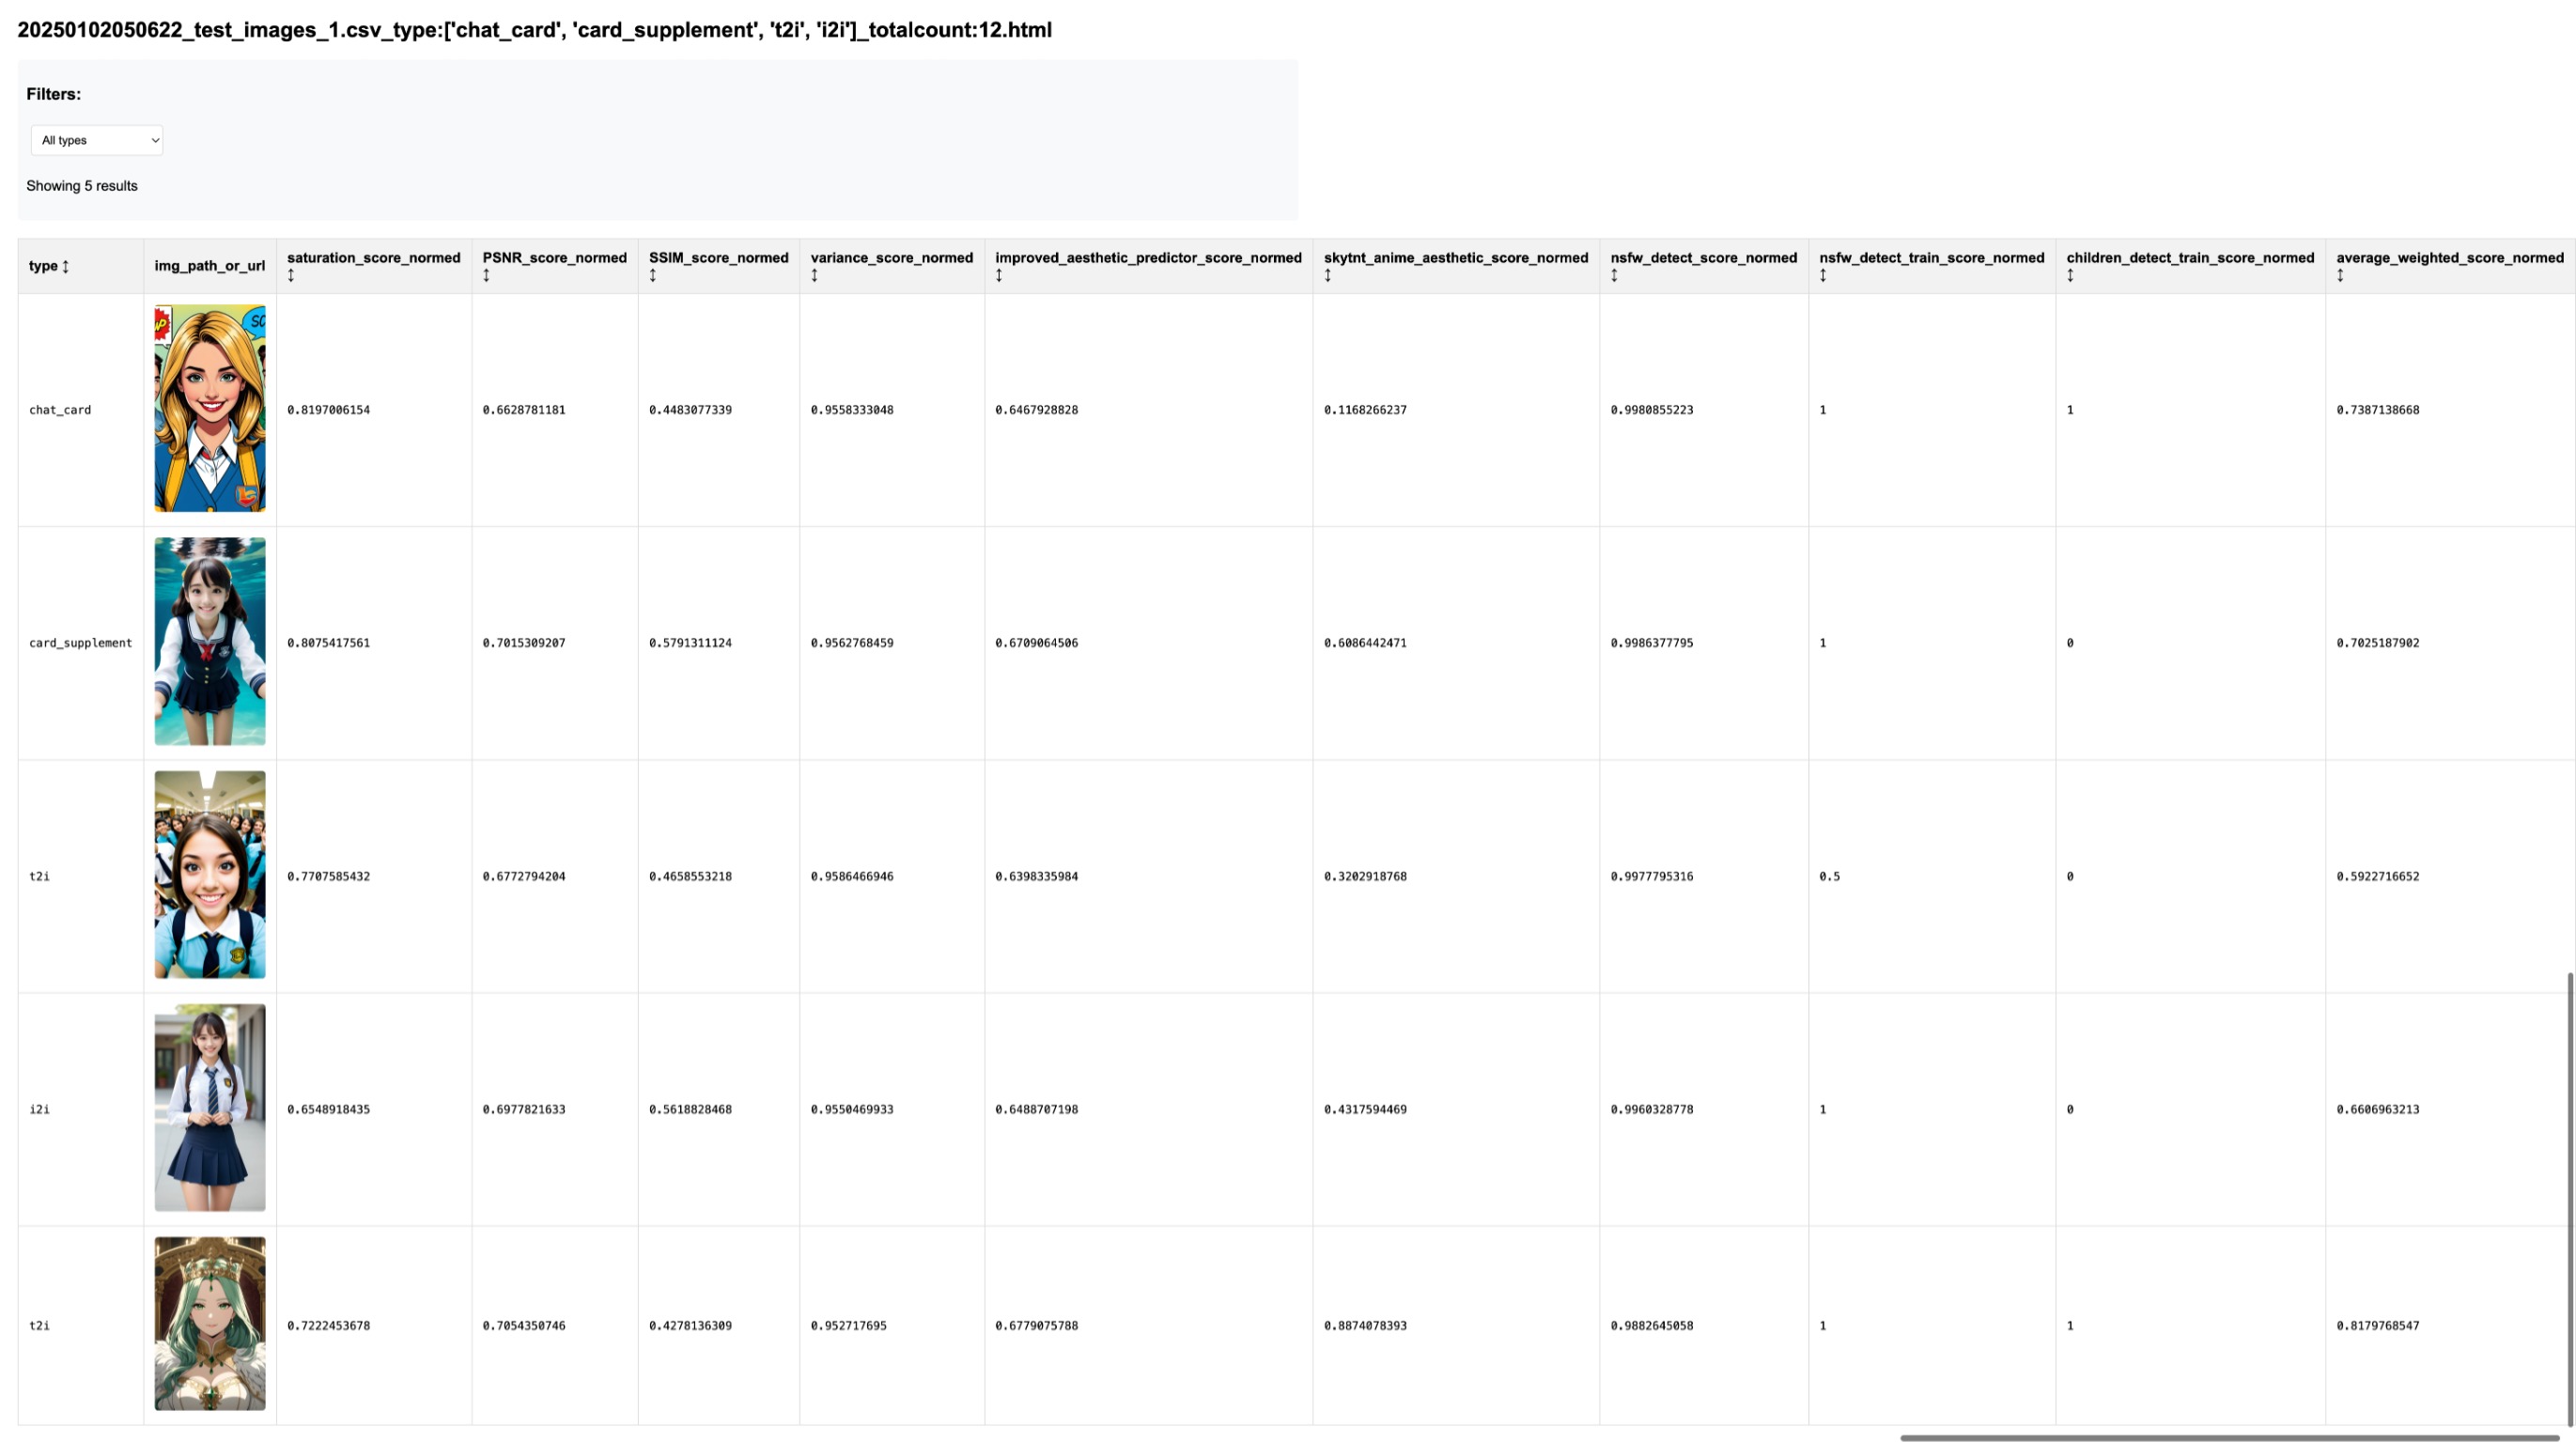 20250102050622_test_images_1.csv_type:['chat_card', 'card_supplement', 't2i', 'i2i']_totalcount:12.html
Filters:
All types
Showing 5 results
type ↕ img_path_or_url saturation_score_normed ↕ PSNR_score_normed ↕ SSIM_score_normed ↕ variance_score_normed ↕ improved_aesthetic_predictor_score_normed ↕ skytnt_anime_aesthetic_score_normed ↕ nsfw_detect_score_normed ↕ nsfw_detect_train_score_normed ↕ children_detect_train_score_normed ↕ average_weighted_score_normed ↕
SC
chat_card 0.8197006154 0.6628781181 0.4483077339 0.9558333048 0.6467928828 0.1168266237 0.9980855223 1 1 0.7387138668
card_supplement 0.8075417561 0.7015309207 0.5791311124 0.9562768459 0.6709064506 0.6086442471 0.9986377795 1 0 0.7025187902
t2i 0.7707585432 0.6772794204 0.4658553218 0.9586466946 0.6398335984 0.3202918768 0.9977795316 0.5 0 0.5922716652
i2i 0.6548918435 0.6977821633 0.5618828468 0.9550469933 0.6488707198 0.4317594469 0.9960328778 1 0 0.6606963213
t2i 0.7222453678 0.7054350746 0.4278136309 0.952717695 0.6779075788 0.8874078393 0.9882645058 1 1 0.8179768547